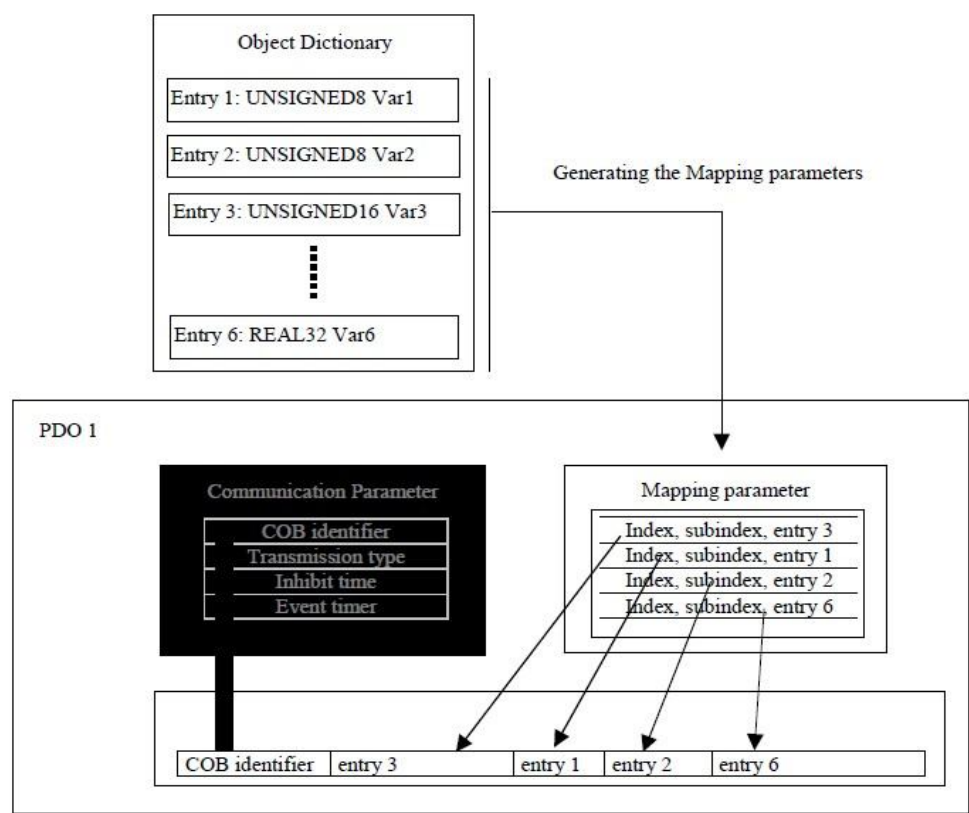 Object Dictionary
Entry 1: UNSIGNED8 Var1
Entry 2: UNSIGNED8 Var2
Entry 3: UNSIGNED16 Var3
Entry 6: REAL32 Var6
Generating the Mapping parameters
PDO 1
Communication Parameter
COB identifier
Transmission type
Inhibit time
Event timer
Mapping parameter
Index, subindex, entry 3
Index, subindex, entry 1
Index, subindex, entry 2
Index, subindex, entry 6
COB identifier entry 3 entry 1 entry 2 entry 6